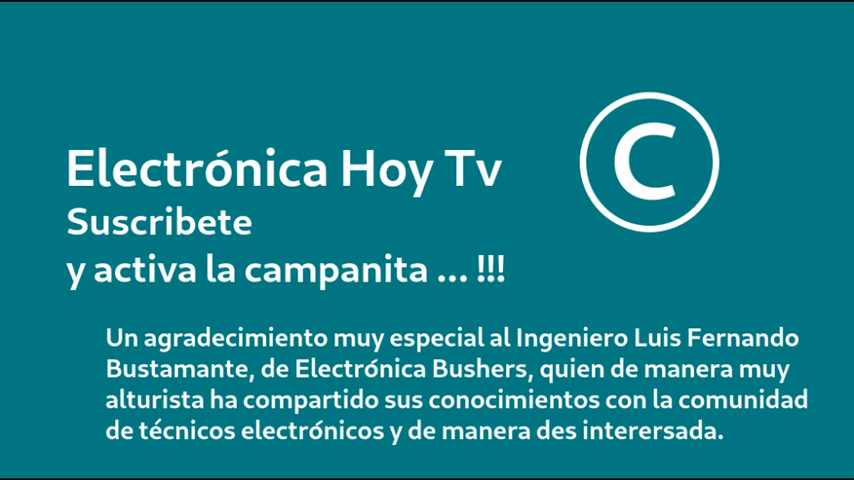 Electrónica Hoy Tv
C
Suscribete
y activa la campanita ... !!!
Un agradecimiento muy especial al Ingeniero Luis Fernando
Bustamante, de Electrónica Bushers, quien de manera muy
alturista ha compartido sus conocimientos con la comunidad
de técnicos electrónicos y de manera des interersada.